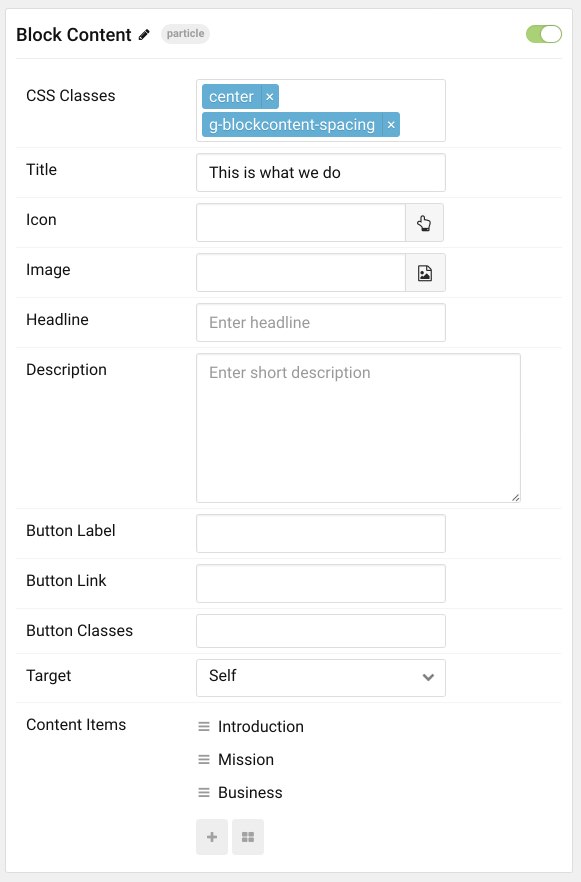 Block Content particle
CSS Classes
center ×
g-blockcontent-spacing ×
Title This is what we do
Icon
Image
Headline Enter headline
Description Enter short description
Button Label
Button Link
Button Classes
Target Self
Content Items Introduction
Mission
Business